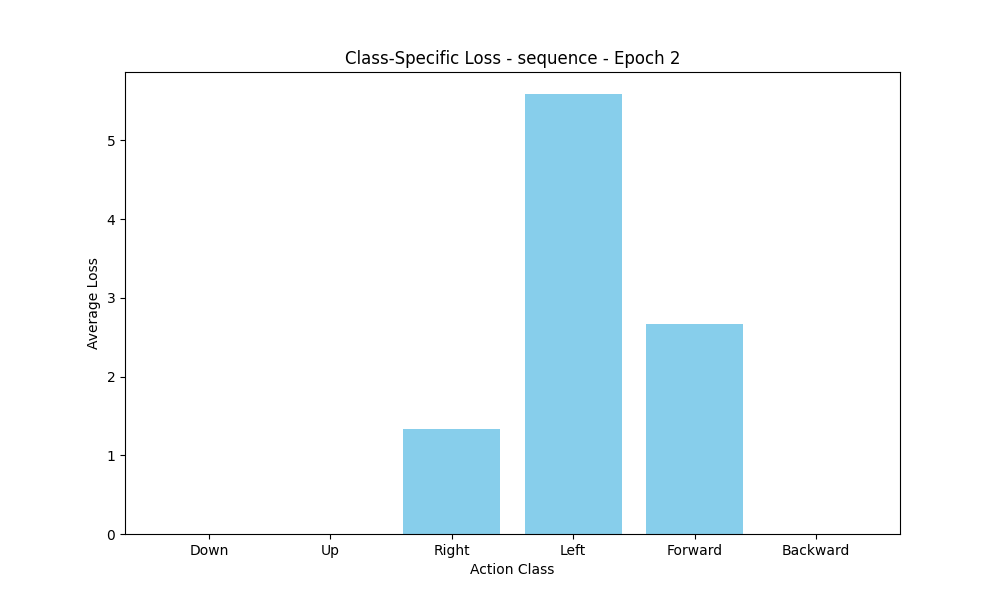 Class-Specific Loss - sequence - Epoch 2
Average Loss
5
4
3
2
1
0
Down Up Right Left Forward Backward
Action Class